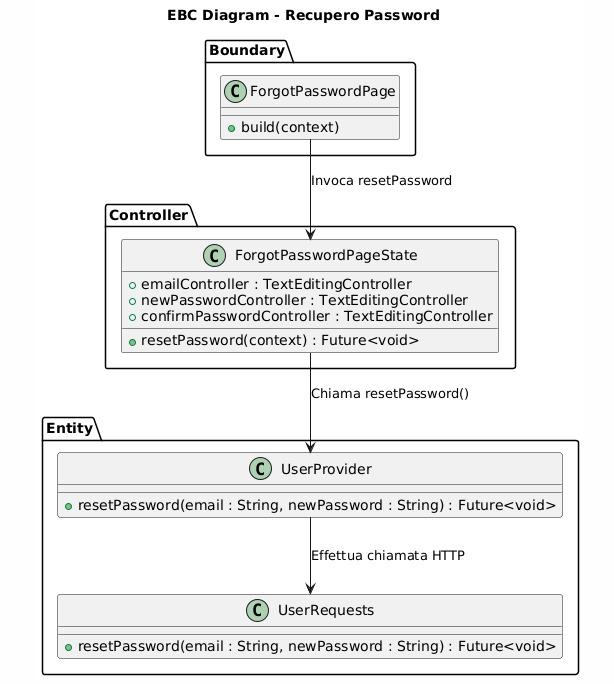 EBC Diagram - Recupero Password
Boundary
C ForgotPasswordPage
build(context)
Invoca resetPassword
Controller
C ForgotPasswordPageState
emailController : TextEditingController
newPasswordController : TextEditingController
confirmPasswordController : TextEditingController
resetPassword(context) : Future<void>
Chiama resetPassword()
Entity
C UserProvider
resetPassword(email : String, newPassword : String) : Future<void>
Effettua chiamata HTTP
C UserRequests
resetPassword(email : String, newPassword : String) : Future<void>